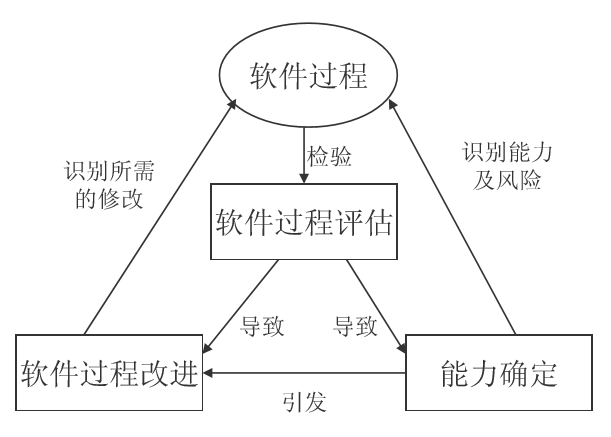 软件过程
检验
识别所需
的修改
识别能力
及风险
软件过程评估
导致
导致
软件过程改进
能力确定
引发